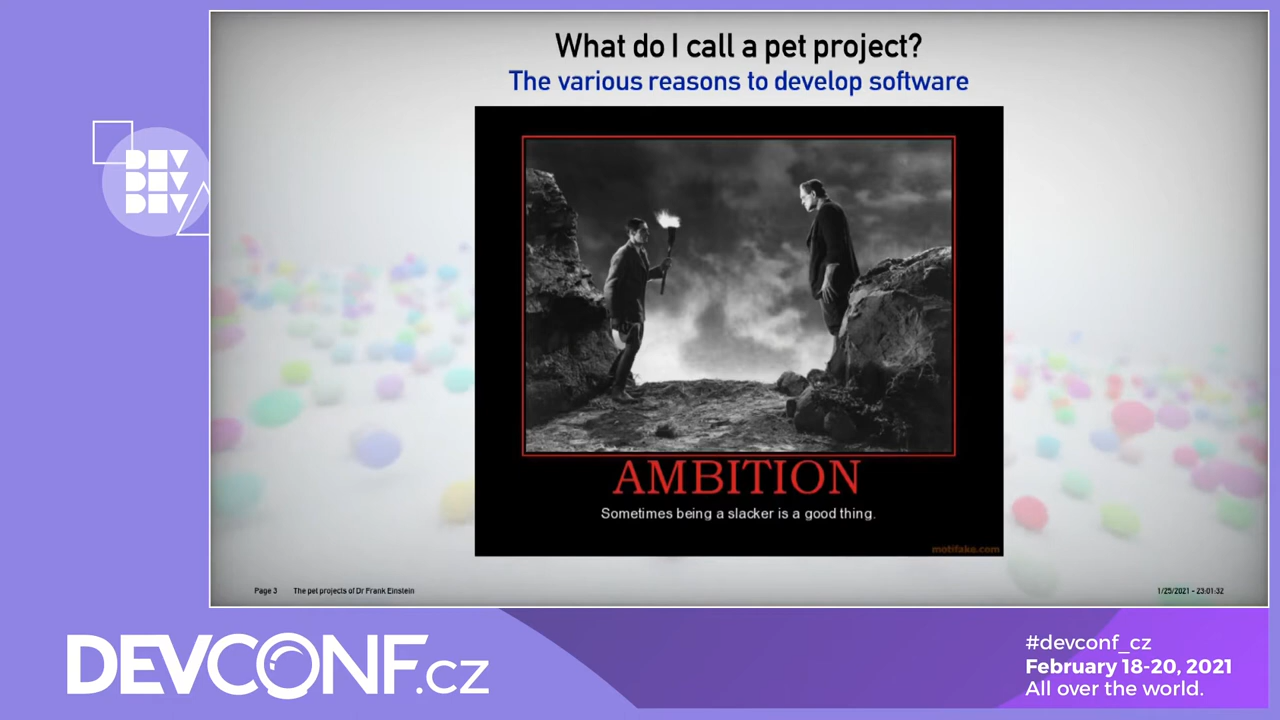 What do I call a pet project?
The various reasons to develop software
DEV
DEV
DEV
AMBITION
Sometimes being a slacker is a good thing.
motifake.com
Page 3 The pet projects of Dr Frank Einstein 1/25/2021 - 23:01:32
DEVCONF.cz
#devconf_cz
February 18-20, 2021
All over the world.